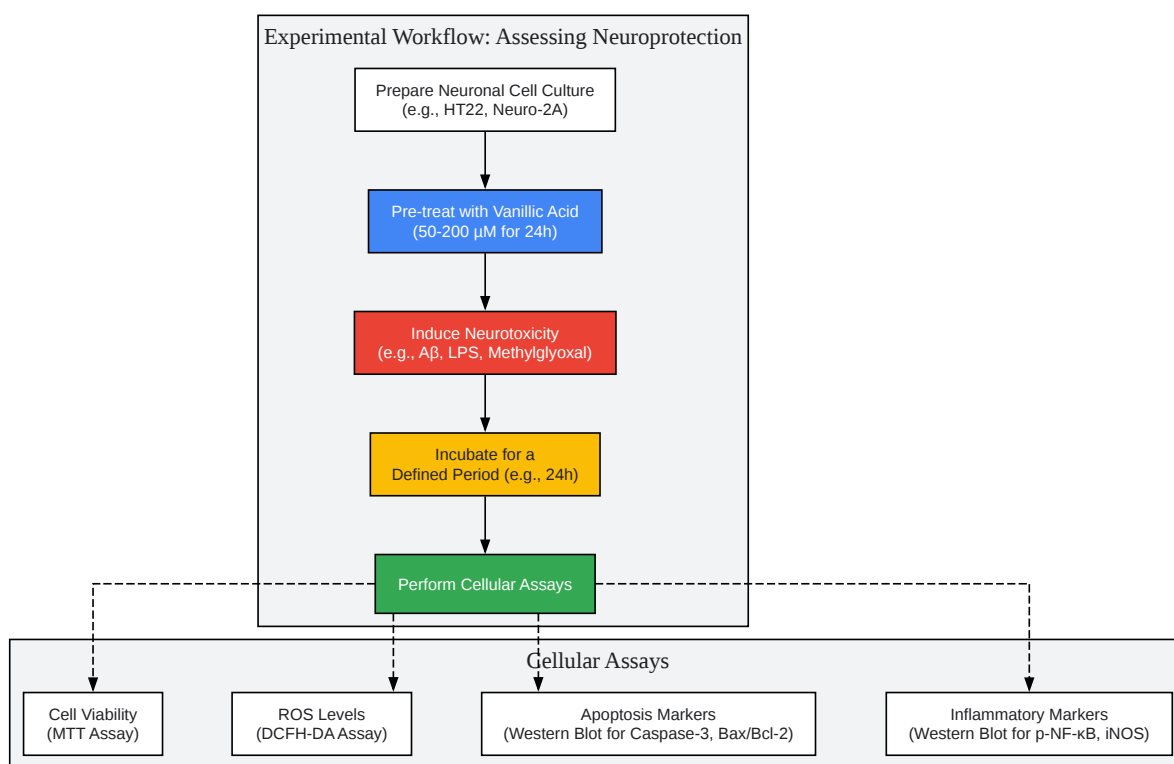 Experimental Workflow: Assessing Neuroprotection
Prepare Neuronal Cell Culture
(e.g., HT22, Neuro-2A)
Pre-treat with Vanillic Acid
(50-200 µM for 24h)
Induce Neurotoxicity
(e.g., Aβ, LPS, Methylglyoxal)
Incubate for a
Defined Period (e.g., 24h)
Perform Cellular Assays
Cellular Assays
Cell Viability
(MTT Assay)
ROS Levels
(DCFH-DA Assay)
Apoptosis Markers
(Western Blot for Caspase-3, Bax/Bcl-2)
Inflammatory Markers
(Western Blot for p-NF-κB, iNOS)